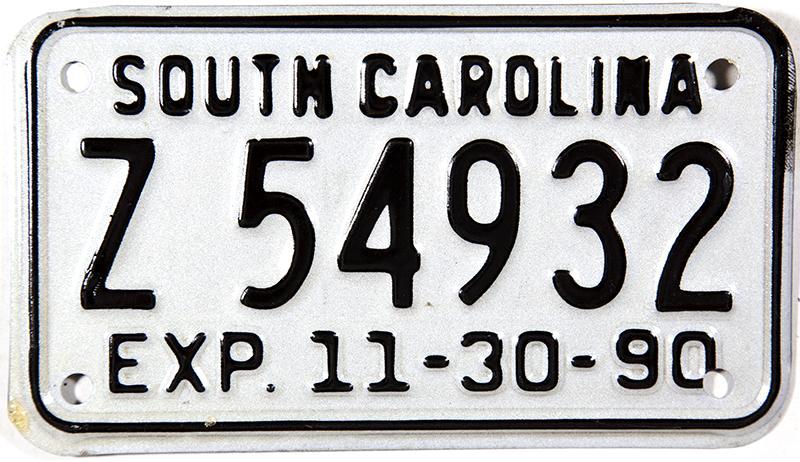 SOUTH CAROLINA
Z 54932
EXP. 11-30-90